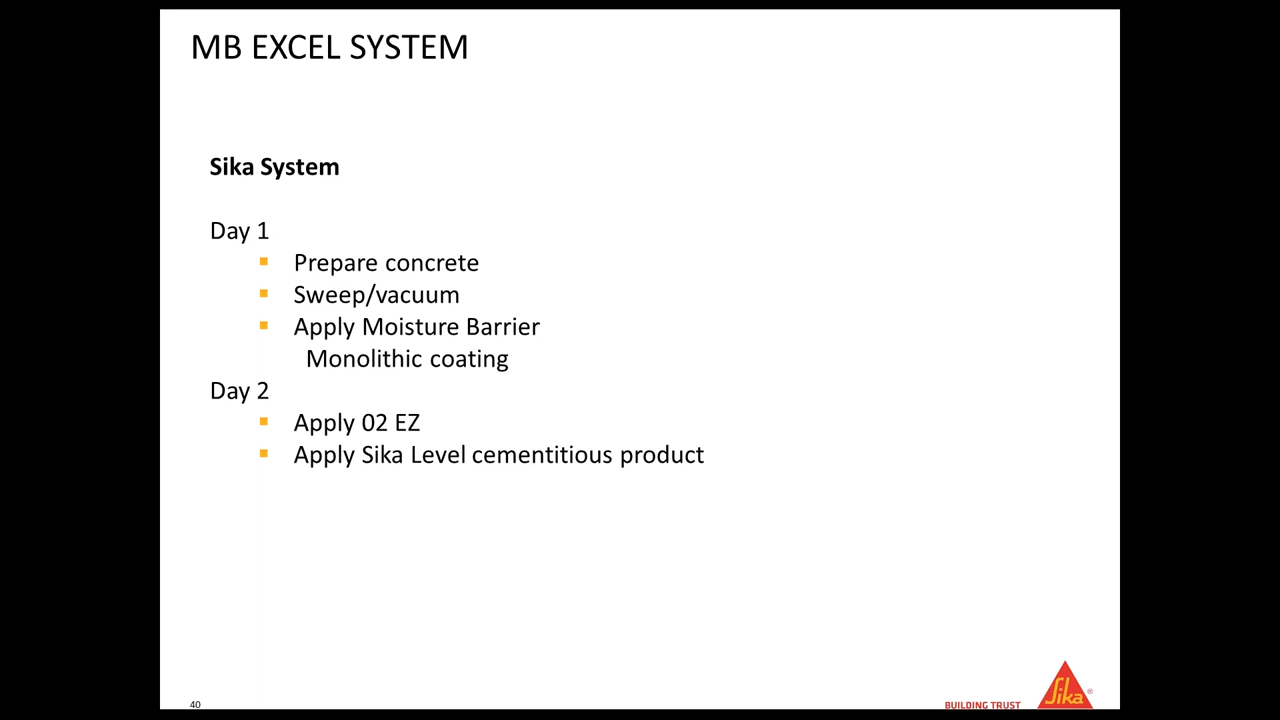 MB EXCEL SYSTEM
Sika System
Day 1
▪ Prepare concrete
▪ Sweep/vacuum
▪ Apply Moisture Barrier
Monolithic coating
Day 2
▪ Apply 02 EZ
▪ Apply Sika Level cementitious product
40
BUILDING TRUST
Sika®